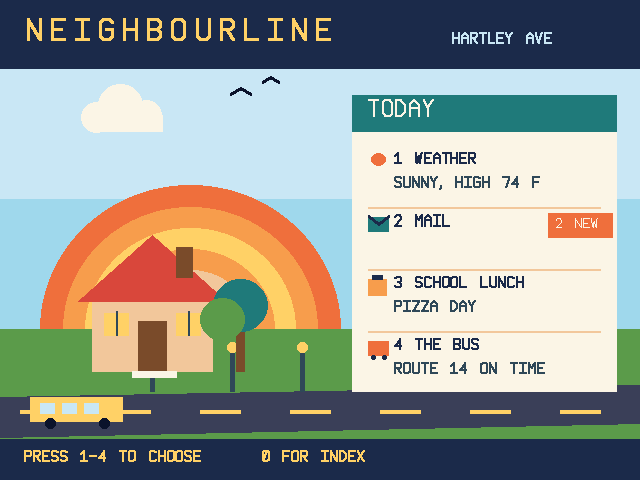 NEIGHBOURLINE
HARTLEY AVE
TODAY
1 WEATHER
SUNNY, HIGH 74 F
2 MAIL
2 NEW
3 SCHOOL LUNCH
PIZZA DAY
4 THE BUS
ROUTE 14 ON TIME
PRESS 1-4 TO CHOOSE
0 FOR INDEX